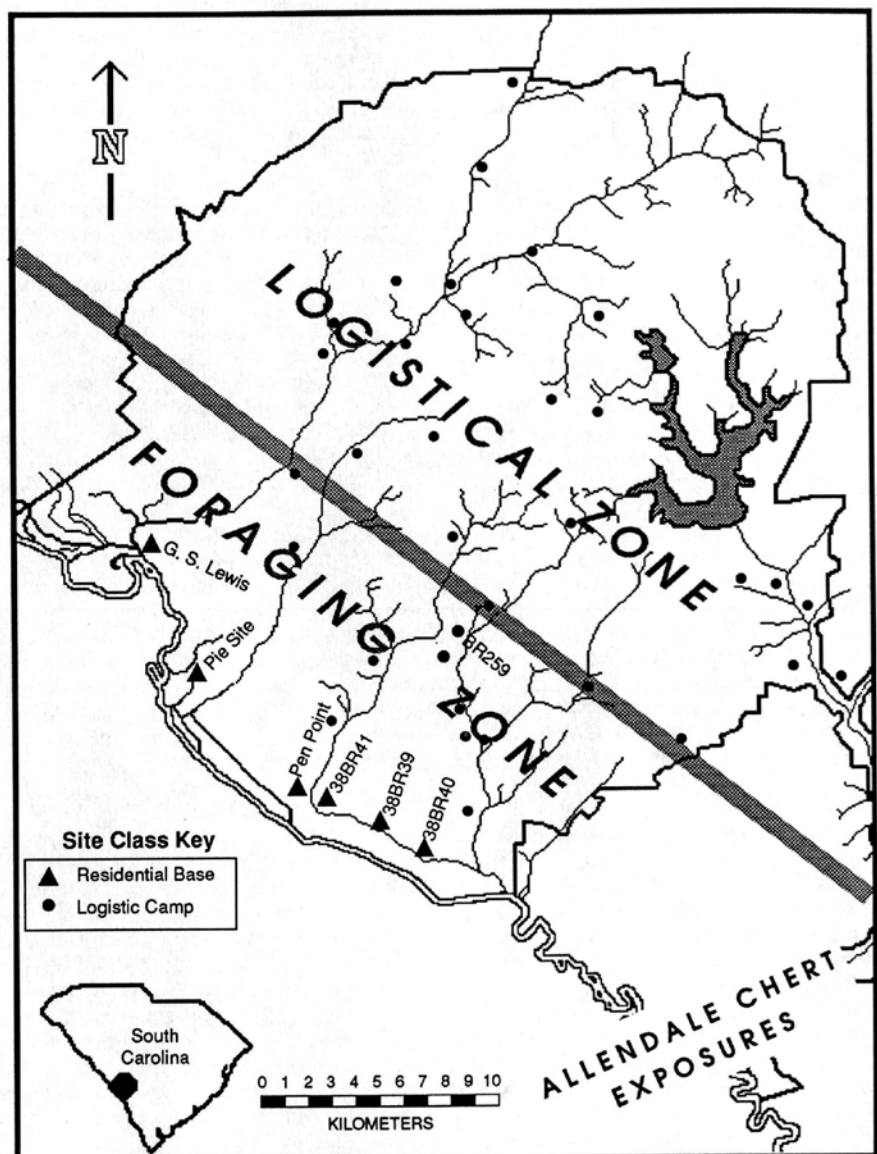 N
LOGISTICAL ZONE
FORAGING ZONE
G. S. Lewis
Pie Site
BR259
Pen Point
38BR41
38BR39
38BR40
Site Class Key
Residential Base
Logistic Camp
South
Carolina
0 1 2 3 4 5 6 7 8 9 10
KILOMETERS
ALLENDALE CHERT
EXPOSURES